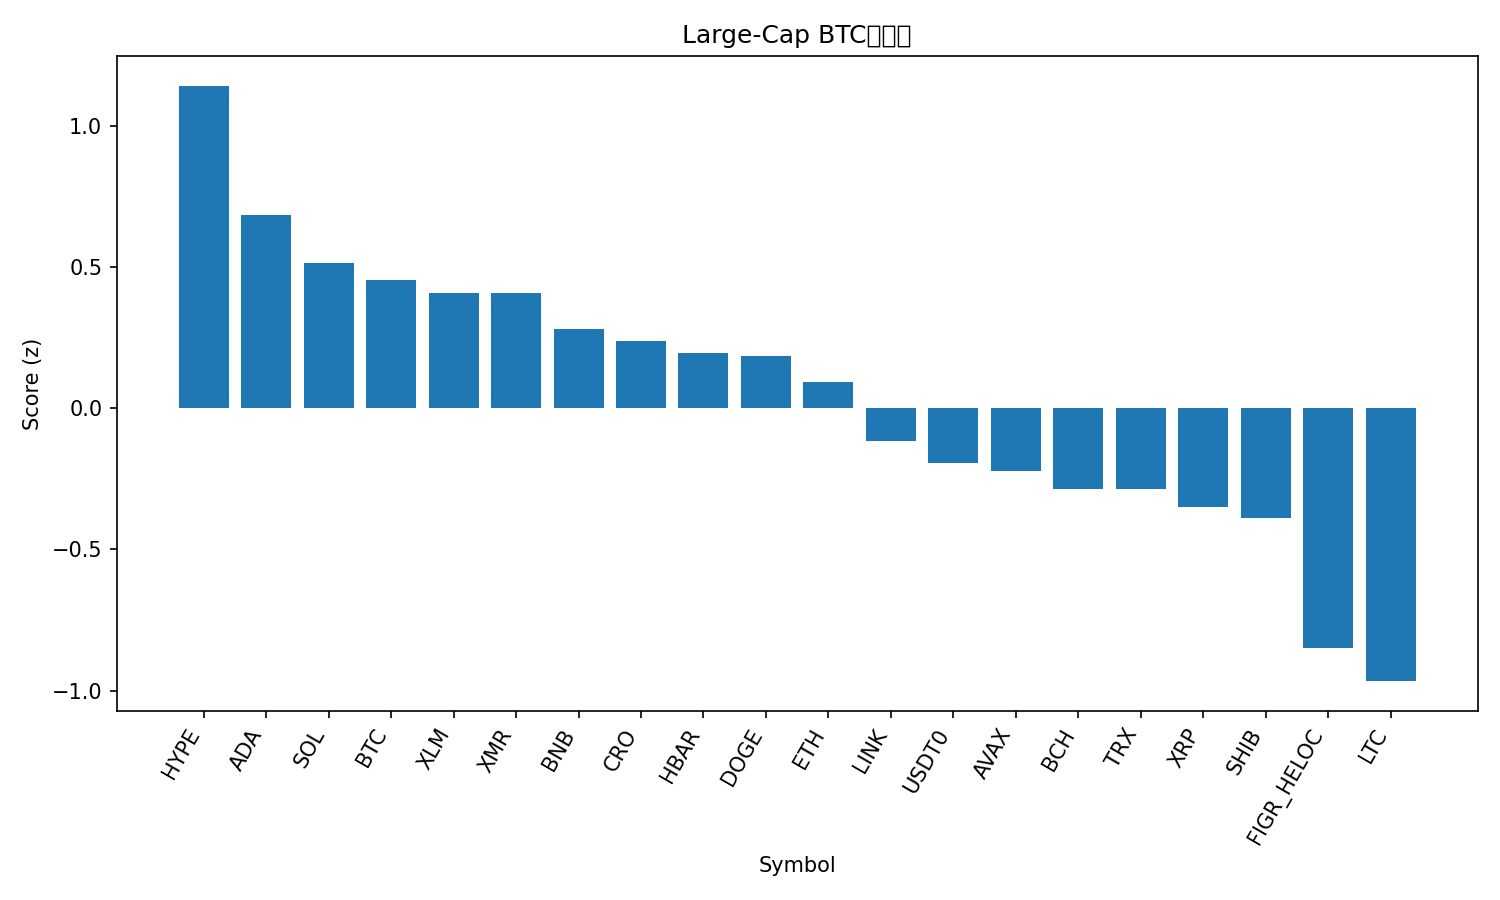 Large-Cap BTC
1.0
0.5
0.0
−0.5
−1.0
Score (z)
HYPE
ADA
SOL
BTC
XLM
XMR
BNB
CRO
HBAR
DOGE
ETH
LINK
USDT0
AVAX
BCH
TRX
XRP
SHIB
FIGR_HELOC
LTC
Symbol